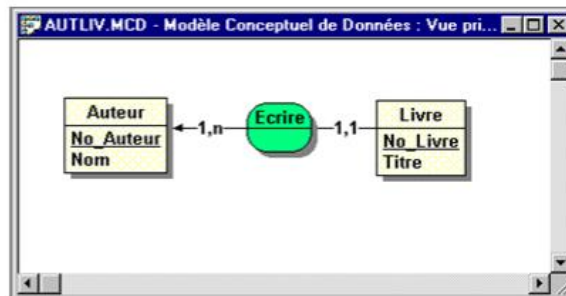 AUTLIV.MCD - Modèle Conceptuel de Données : Vue pri...
Auteur
No_Auteur
Nom
1,n
Ecrire
1,1
Livre
No_Livre
Titre